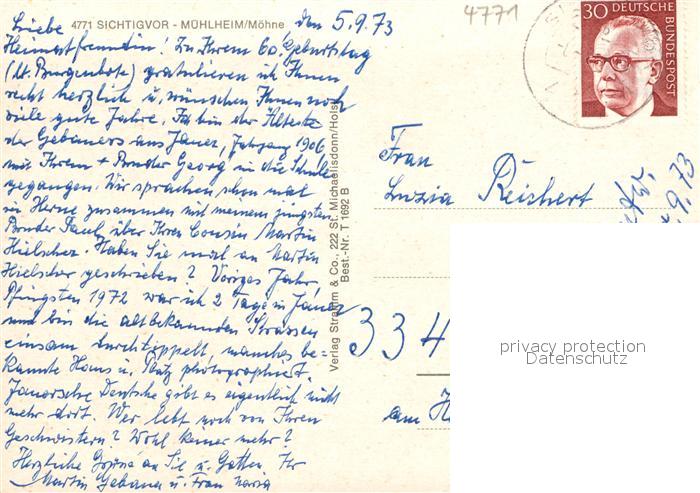 4771 SICHTIGVOR - MÜHLHEIM/Möhne
den 5.9.73
Liebe
Heimatfreundin! Zu Ihrem 60. Geburtstag
(lt. Burgenbote) gratulieren ich Ihnen
recht herzlich u. wünschen Ihnen noch
viele gute Jahre. Ich bin der Älteste
der Gebauers aus Jauer, Jahrgang 1906
mit Ihrem + Bruder Georg in die Schule
gegangen. Wir sprachen schon mal
in Herne zusammen mit meinem jüngsten
Bruder Paul, über Ihren Cousin Martin
Hielscher. Haben Sie mal an Martin
Hielscher geschrieben? Voriges Jahr,
Pfingsten 1972 war ich 2 Tage in Jauer
und bin die altbekannten Strassen
einsam durchtippelt, manches be-
kannte Haus u. Platz photographiert.
Jauersche Deutsche gibt es eigentlich nicht
mehr dort. Wer lebt noch von Ihren
Geschwistern? Wohl keiner mehr?
Herzliche Grüsse an Sie u. Gatten. Ihr
Martin Gebauer u. Frau
Verlag Stramm & Co., 222 St. Michaelisdonn/Holst.
Best.-Nr. T 1692 B
4771
30 DEUTSCHE
BUNDESPOST
Frau
Luzia Reichert
334
am H
9.73
privacy protection
Datenschutz